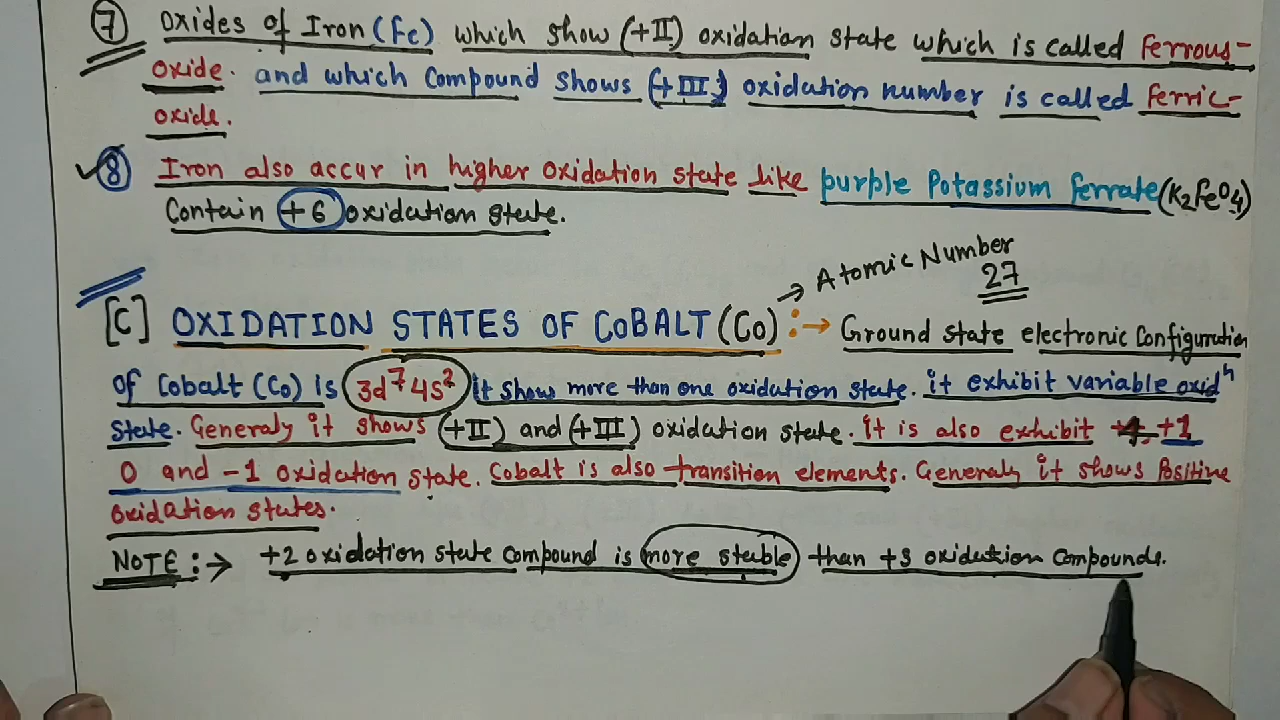 ⑦ Oxides of Iron (Fe) which show (+II) oxidation state which is called Ferrous-
oxide. and which Compound shows (+III) oxidation number is called Ferric-
oxide.
⑧ Iron also accur in higher oxidation state like purple Potassium ferrate (K2FeO4)
Contain +6 oxidation state.
→ Atomic Number
27
[C] OXIDATION STATES OF COBALT (Co) :→ Ground state electronic Configuration
of Cobalt (Co) is 3d⁷ 4s² it show more than one oxidation state. it exhibit variable oxidⁿ
state. Generaly it shows (+II) and (+III) oxidation state. it is also exhibit +1
0 and -1 oxidation state. Cobalt is also transition elements. Generaly it shows Positive
oxidation states.
NOTE :→ +2 oxidation state compound is more stable than +3 oxidation compounds.